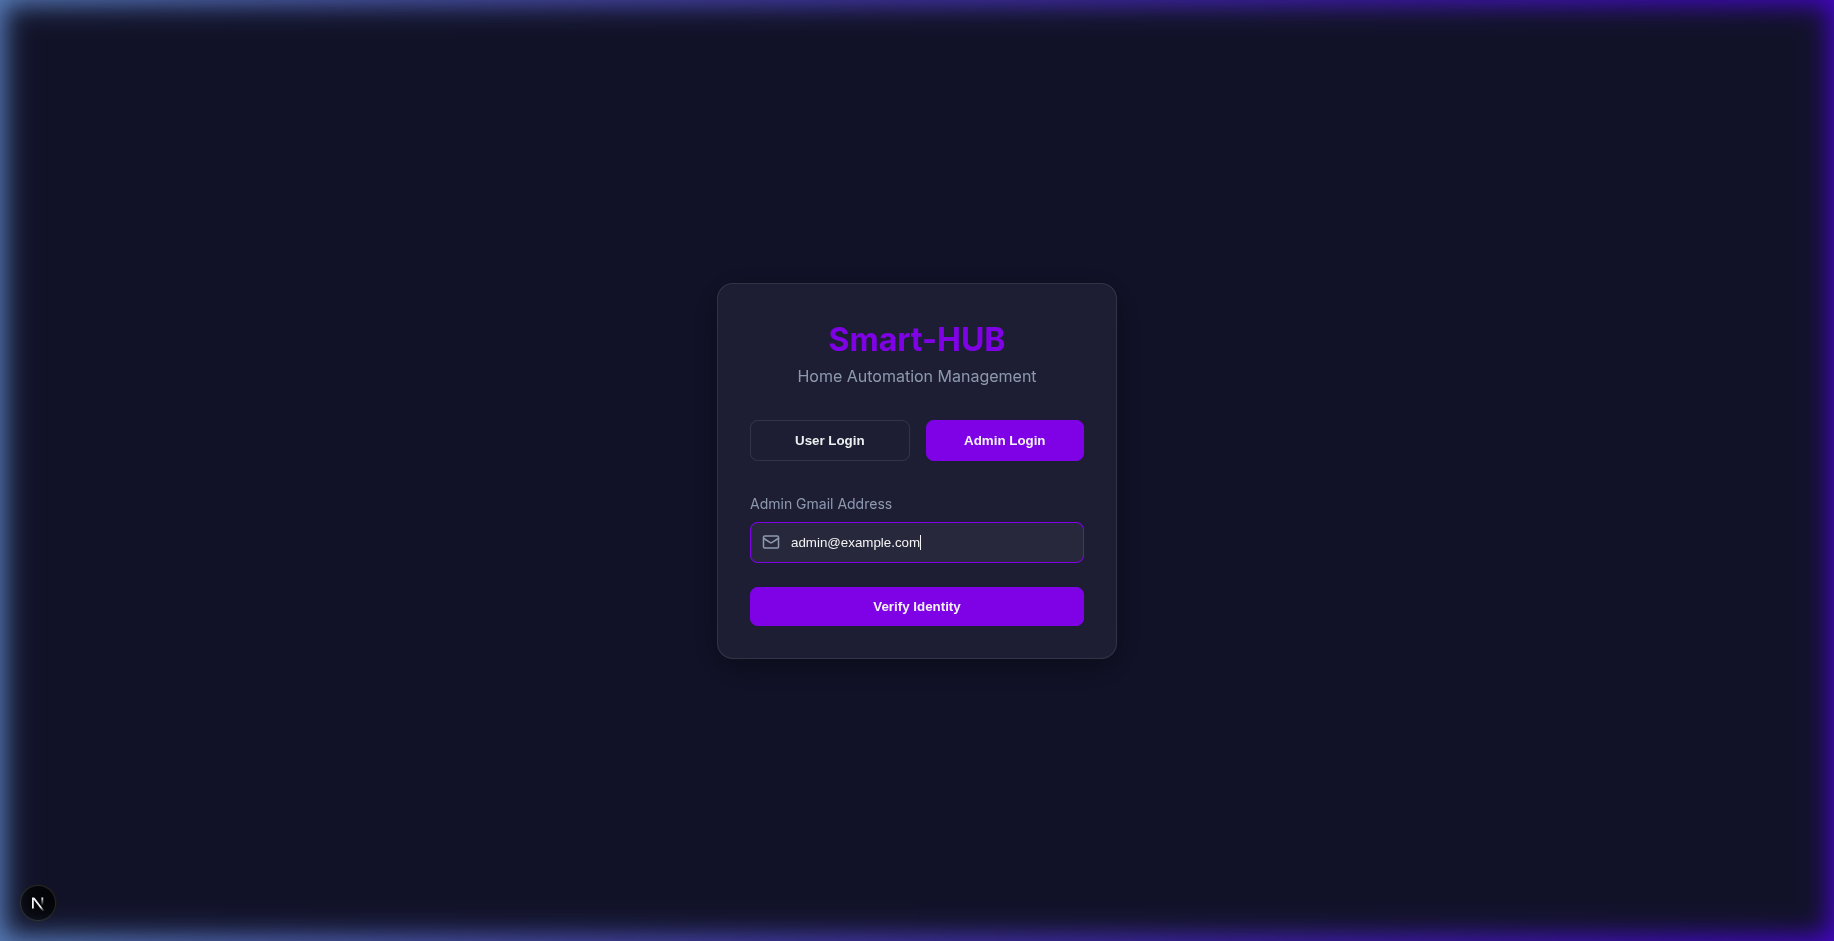 Smart-HUB
Home Automation Management
User Login
Admin Login
Admin Gmail Address
admin@example.com
Verify Identity
N